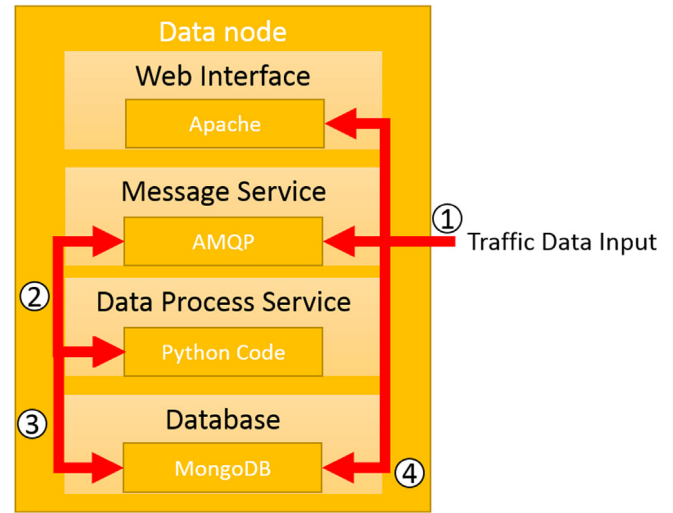 Data node
Web Interface
Apache
Message Service
①
AMQP
Traffic Data Input
②
Data Process Service
Python Code
③
Database
MongoDB
④